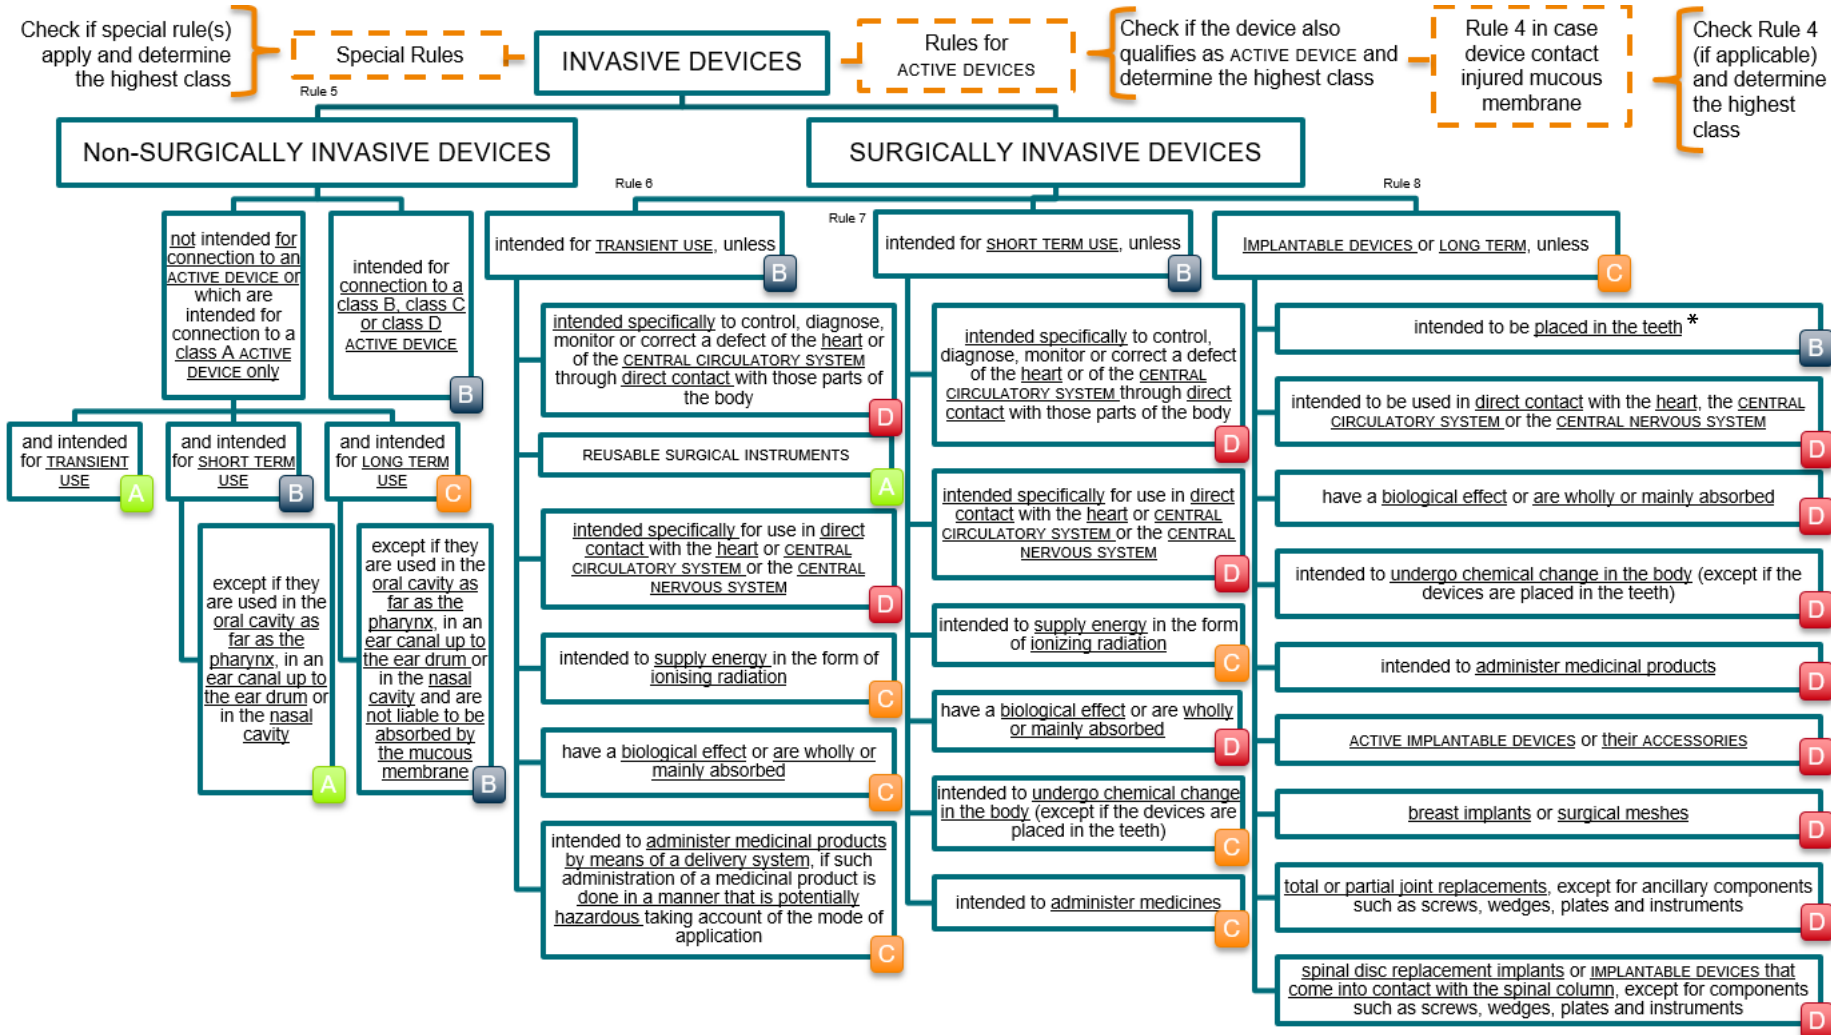 Check if special rule(s)
apply and determine
the highest class
Special Rules
INVASIVE DEVICES
Rules for
ACTIVE DEVICES
Check if the device also
qualifies as ACTIVE DEVICE and
determine the highest class
Rule 4 in case
device contact
injured mucous
membrane
Check Rule 4
(if applicable)
and determine
the highest
class
Rule 5
Non-SURGICALLY INVASIVE DEVICES
SURGICALLY INVASIVE DEVICES
Rule 6
Rule 7
Rule 8
not intended for
connection to an
ACTIVE DEVICE or
which are
intended for
connection to a
class A ACTIVE
DEVICE only
intended for
connection to a
class B, class C
or class D
ACTIVE DEVICE
B
and intended
for TRANSIENT
USE
A
and intended
for SHORT TERM
USE
B
and intended
for LONG TERM
USE
C
except if they
are used in the
oral cavity as
far as the
pharynx, in an
ear canal up to
the ear drum or
in the nasal
cavity
A
except if they
are used in the
oral cavity as
far as the
pharynx, in an
ear canal up to
the ear drum or
in the nasal
cavity and are
not liable to be
absorbed by
the mucous
membrane
B
intended for TRANSIENT USE, unless
B
intended specifically to control, diagnose,
monitor or correct a defect of the heart or
of the CENTRAL CIRCULATORY SYSTEM
through direct contact with those parts of
the body
D
REUSABLE SURGICAL INSTRUMENTS
A
intended specifically for use in direct
contact with the heart or CENTRAL
CIRCULATORY SYSTEM or the CENTRAL
NERVOUS SYSTEM
D
intended to supply energy in the form of
ionising radiation
C
have a biological effect or are wholly or
mainly absorbed
C
intended to administer medicinal products
by means of a delivery system, if such
administration of a medicinal product is
done in a manner that is potentially
hazardous taking account of the mode of
application
C
intended for SHORT TERM USE, unless
B
intended specifically to control,
diagnose, monitor or correct a defect
of the heart or of the CENTRAL
CIRCULATORY SYSTEM through direct
contact with those parts of the body
D
intended specifically for use in direct
contact with the heart or CENTRAL
CIRCULATORY SYSTEM or the CENTRAL
NERVOUS SYSTEM
D
intended to supply energy in the form
of ionizing radiation
C
have a biological effect or are wholly
or mainly absorbed
D
intended to undergo chemical change
in the body (except if the devices are
placed in the teeth)
C
intended to administer medicines
C
IMPLANTABLE DEVICES or LONG TERM, unless
C
intended to be placed in the teeth *
B
intended to be used in direct contact with the heart, the CENTRAL
CIRCULATORY SYSTEM or the CENTRAL NERVOUS SYSTEM
D
have a biological effect or are wholly or mainly absorbed
D
intended to undergo chemical change in the body (except if the
devices are placed in the teeth)
D
intended to administer medicinal products
D
ACTIVE IMPLANTABLE DEVICES or their ACCESSORIES
D
breast implants or surgical meshes
D
total or partial joint replacements, except for ancillary components
such as screws, wedges, plates and instruments
D
spinal disc replacement implants or IMPLANTABLE DEVICES that
come into contact with the spinal column, except for components
such as screws, wedges, plates and instruments
D